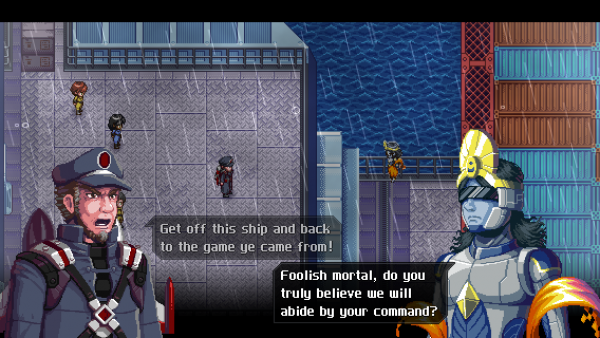 Get off this ship and back
to the game ye came from!
Foolish mortal, do you
truly believe we will
abide by your command?